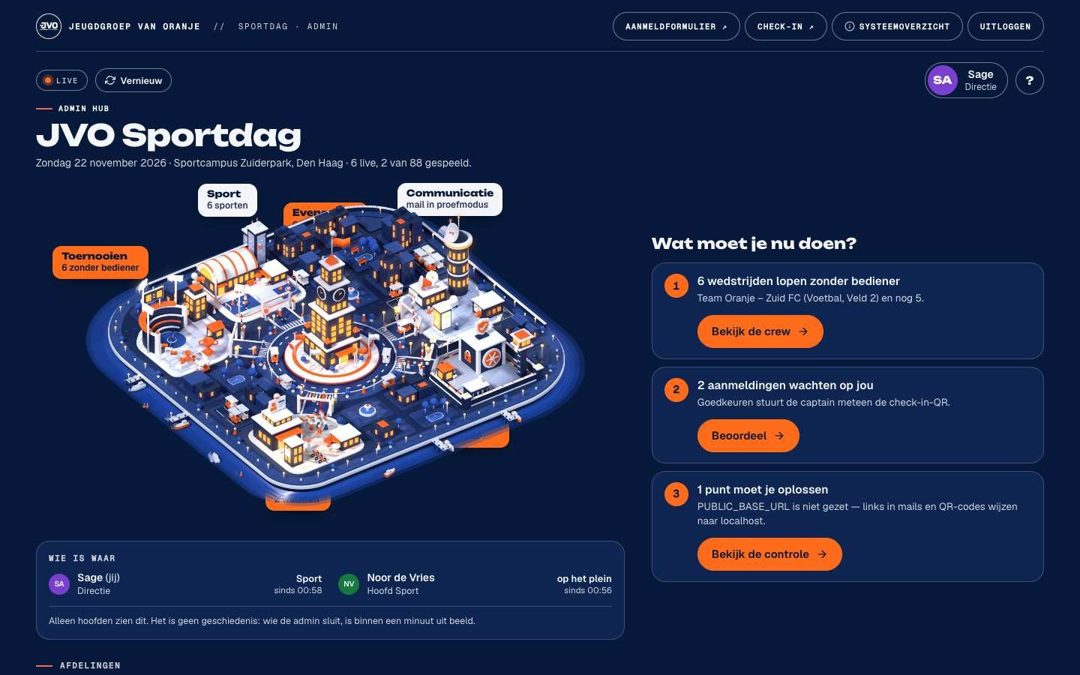 JVO JEUGDGROEP VAN ORANJE // SPORTDAG · ADMIN
AANMELDFORMULIER ↗
CHECK-IN ↗
SYSTEEMOVERZICHT
UITLOGGEN
LIVE
Vernieuw
SA
Sage
Directie
?
ADMIN HUB
JVO Sportdag
Zondag 22 november 2026 · Sportcampus Zuiderpark, Den Haag · 6 live, 2 van 88 gespeeld.
Sport
6 sporten
Communicatie
mail in proefmodus
Toernooien
6 zonder bediener
Wat moet je nu doen?
1
6 wedstrijden lopen zonder bediener
Team Oranje – Zuid FC (Voetbal, Veld 2) en nog 5.
Bekijk de crew →
2
2 aanmeldingen wachten op jou
Goedkeuren stuurt de captain meteen de check-in-QR.
Beoordeel →
3
1 punt moet je oplossen
PUBLIC_BASE_URL is niet gezet — links in mails en QR-codes wijzen
naar localhost.
Bekijk de controle →
WIE IS WAAR
SA
Sage (jij)
Directie
Sport
sinds 00:58
NV
Noor de Vries
Hoofd Sport
op het plein
sinds 00:56
Alleen hoofden zien dit. Het is geen geschiedenis: wie de admin sluit, is binnen een minuut uit beeld.
AFDELINGEN